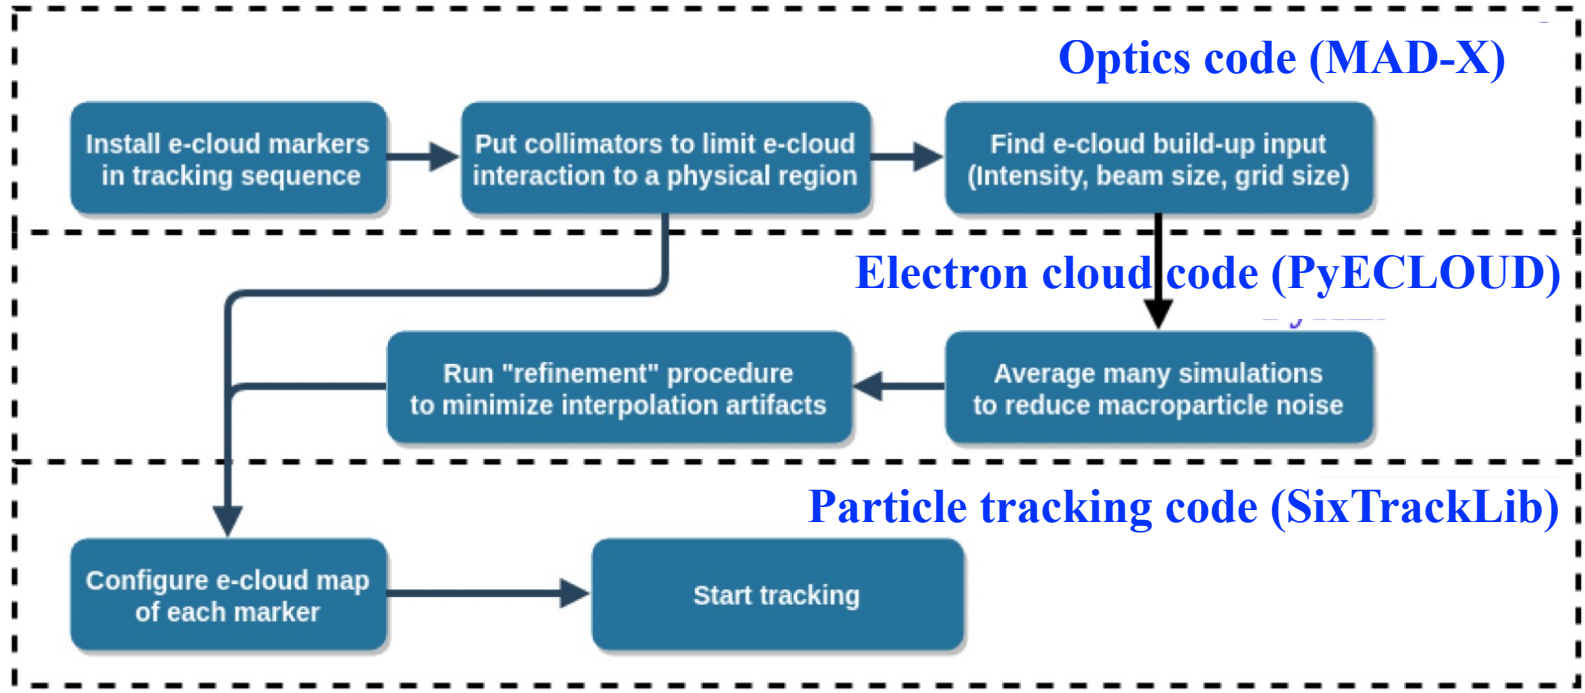 Optics code (MAD-X)
Install e-cloud markers
in tracking sequence
Put collimators to limit e-cloud
interaction to a physical region
Find e-cloud build-up input
(Intensity, beam size, grid size)
Electron cloud code (PyECLOUD)
Run "refinement" procedure
to minimize interpolation artifacts
Average many simulations
to reduce macroparticle noise
Particle tracking code (SixTrackLib)
Configure e-cloud map
of each marker
Start tracking